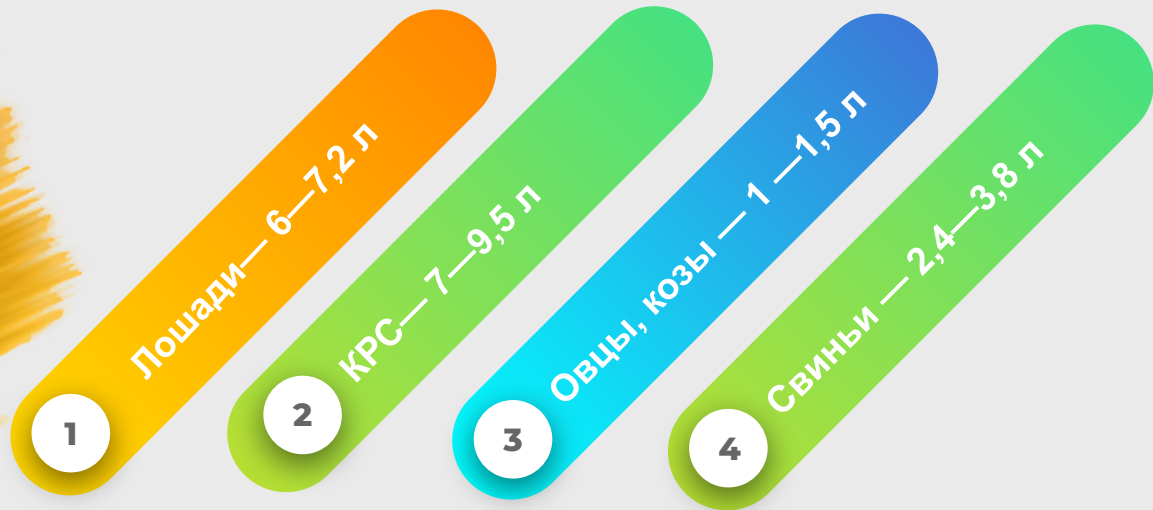 1
Лошади— 6—7,2 л
2
КРС— 7—9,5 л
3
Овцы, козы — 1 —1,5 л
4
Свиньи — 2,4—3,8 л